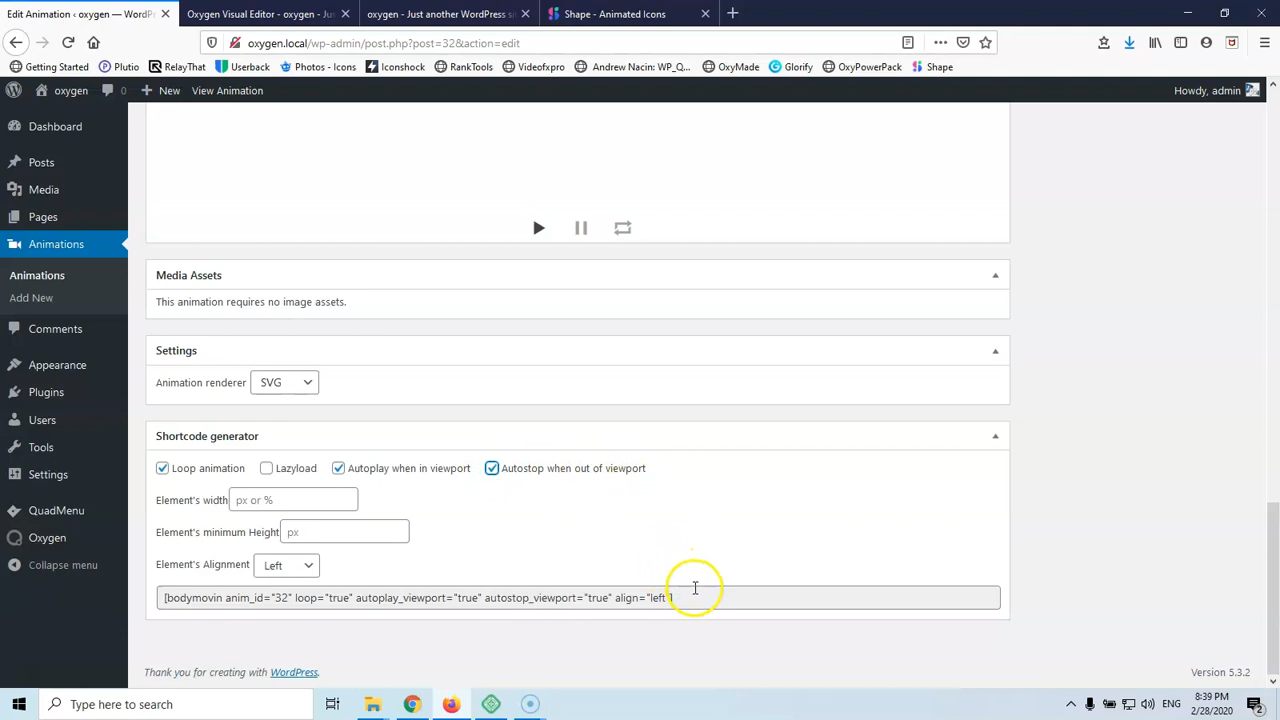 Edit Animation ‹ oxygen — WordPr
Oxygen Visual Editor - oxygen - Ju
oxygen - Just another WordPress si
Shape - Animated Icons
oxygen.local/wp-admin/post.php?post=32&action=edit
Getting Started
Plutio
RelayThat
Userback
Photos - Icons
Iconshock
RankTools
Videofxpro
Andrew Nacin: WP_Q...
OxyMade
Glorify
OxyPowerPack
Shape
oxygen
0
New
View Animation
Howdy, admin
Dashboard
Posts
Media
Pages
Animations
Animations
Add New
Comments
Appearance
Plugins
Users
Tools
Settings
QuadMenu
Oxygen
Collapse menu
Media Assets
This animation requires no image assets.
Settings
Animation renderer SVG
Shortcode generator
Loop animation Lazyload Autoplay when in viewport Autostop when out of viewport
Element's width px or %
Element's minimum Height px
Element's Alignment Left
[bodymovin anim_id="32" loop="true" autoplay_viewport="true" autostop_viewport="true" align="left"]
Thank you for creating with WordPress.
Version 5.3.2
Type here to search
ENG
8:39 PM
2/28/2020
2